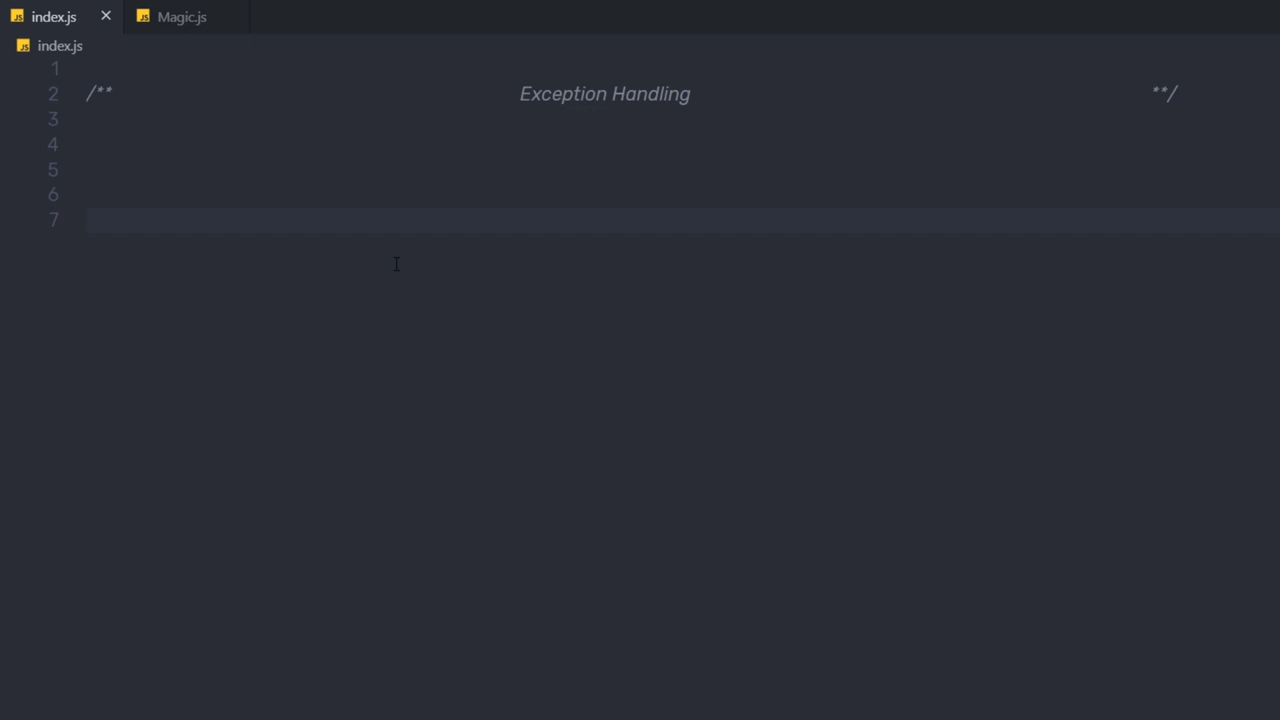 index.js
Magic.js
index.js
1
2 /** Exception Handling **/
3
4
5
6
7